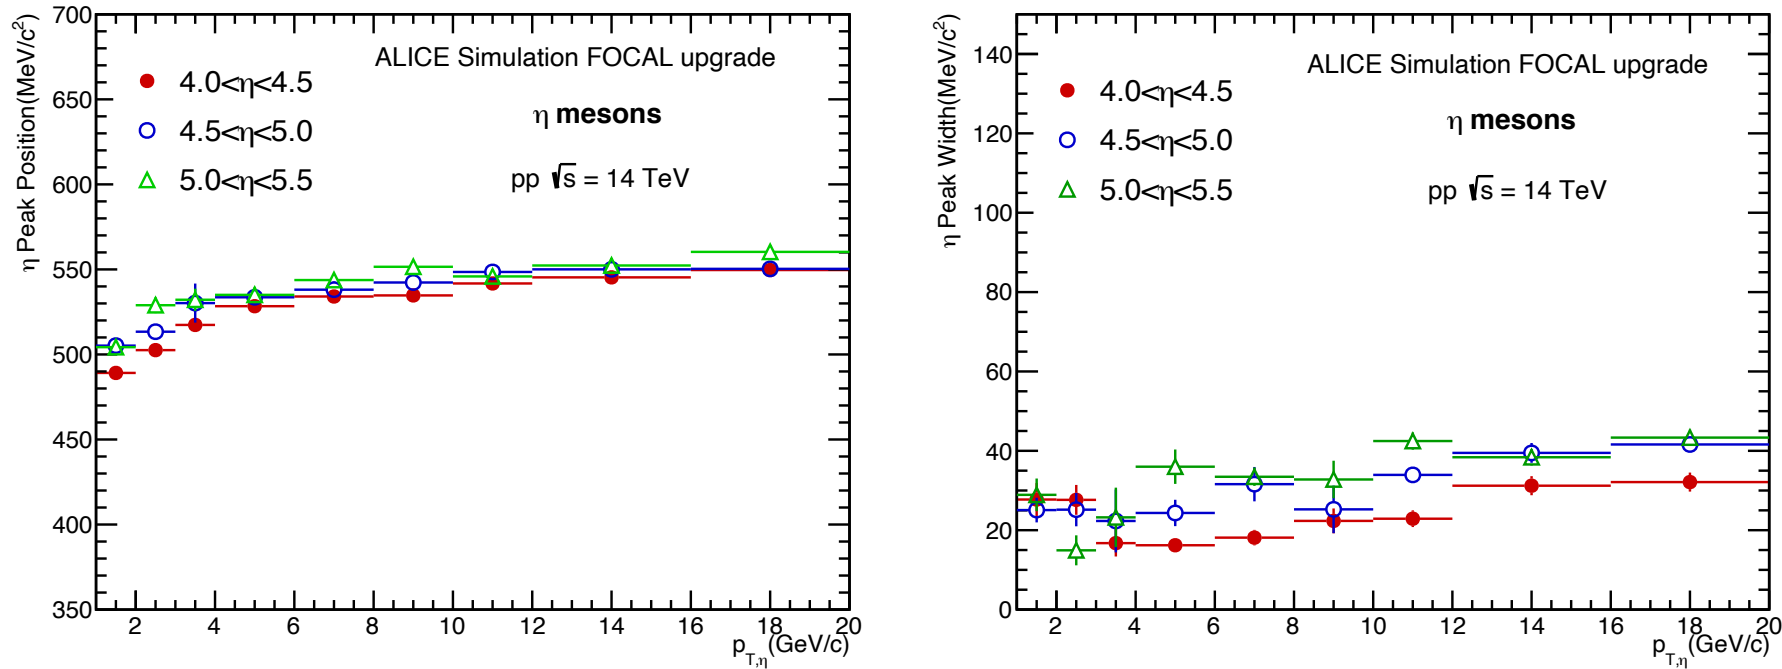 η Peak Position(MeV/c²)
700
650
600
550
500
450
400
350
ALICE Simulation FOCAL upgrade
4.0<η<4.5
4.5<η<5.0
5.0<η<5.5
η mesons
pp √s = 14 TeV
2 4 6 8 10 12 14 16 18 20
p_T,η(GeV/c)
η Peak Width(MeV/c²)
140
120
100
80
60
40
20
0
ALICE Simulation FOCAL upgrade
4.0<η<4.5
4.5<η<5.0
5.0<η<5.5
η mesons
pp √s = 14 TeV
2 4 6 8 10 12 14 16 18 20
p_T,η(GeV/c)